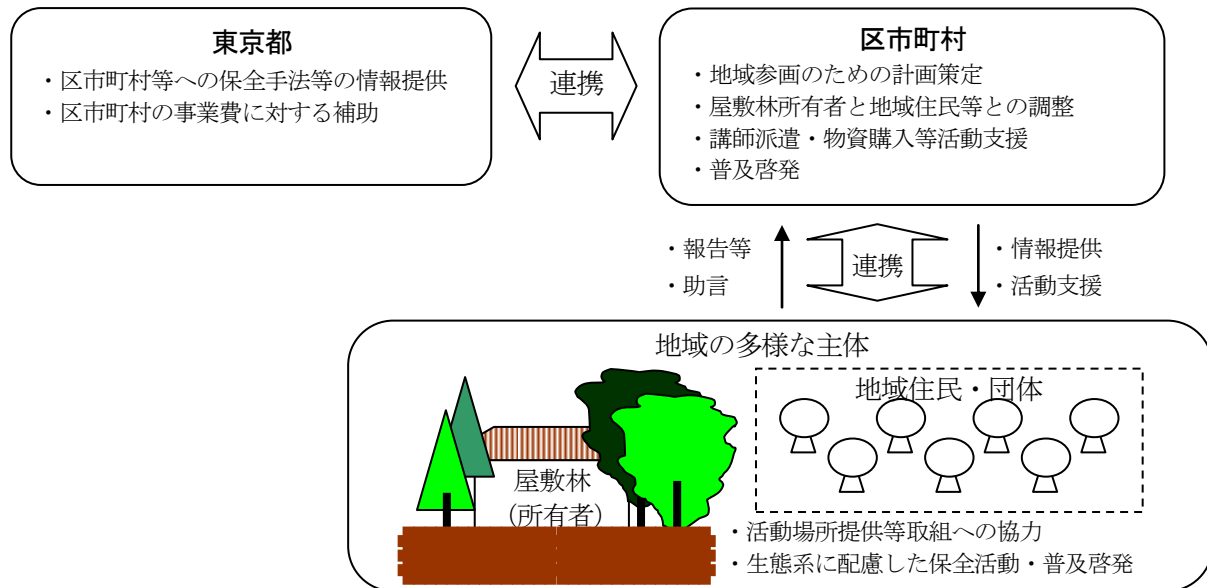 東京都
・区市町村等への保全手法等の情報提供
・区市町村の事業費に対する補助
連携
区市町村
・地域参画のための計画策定
・屋敷林所有者と地域住民等との調整
・講師派遣・物資購入等活動支援
・普及啓発
・報告等
・助言
連携
・情報提供
・活動支援
地域の多様な主体
屋敷林
（所有者）
地域住民・団体
・活動場所提供等取組への協力
・生態系に配慮した保全活動・普及啓発